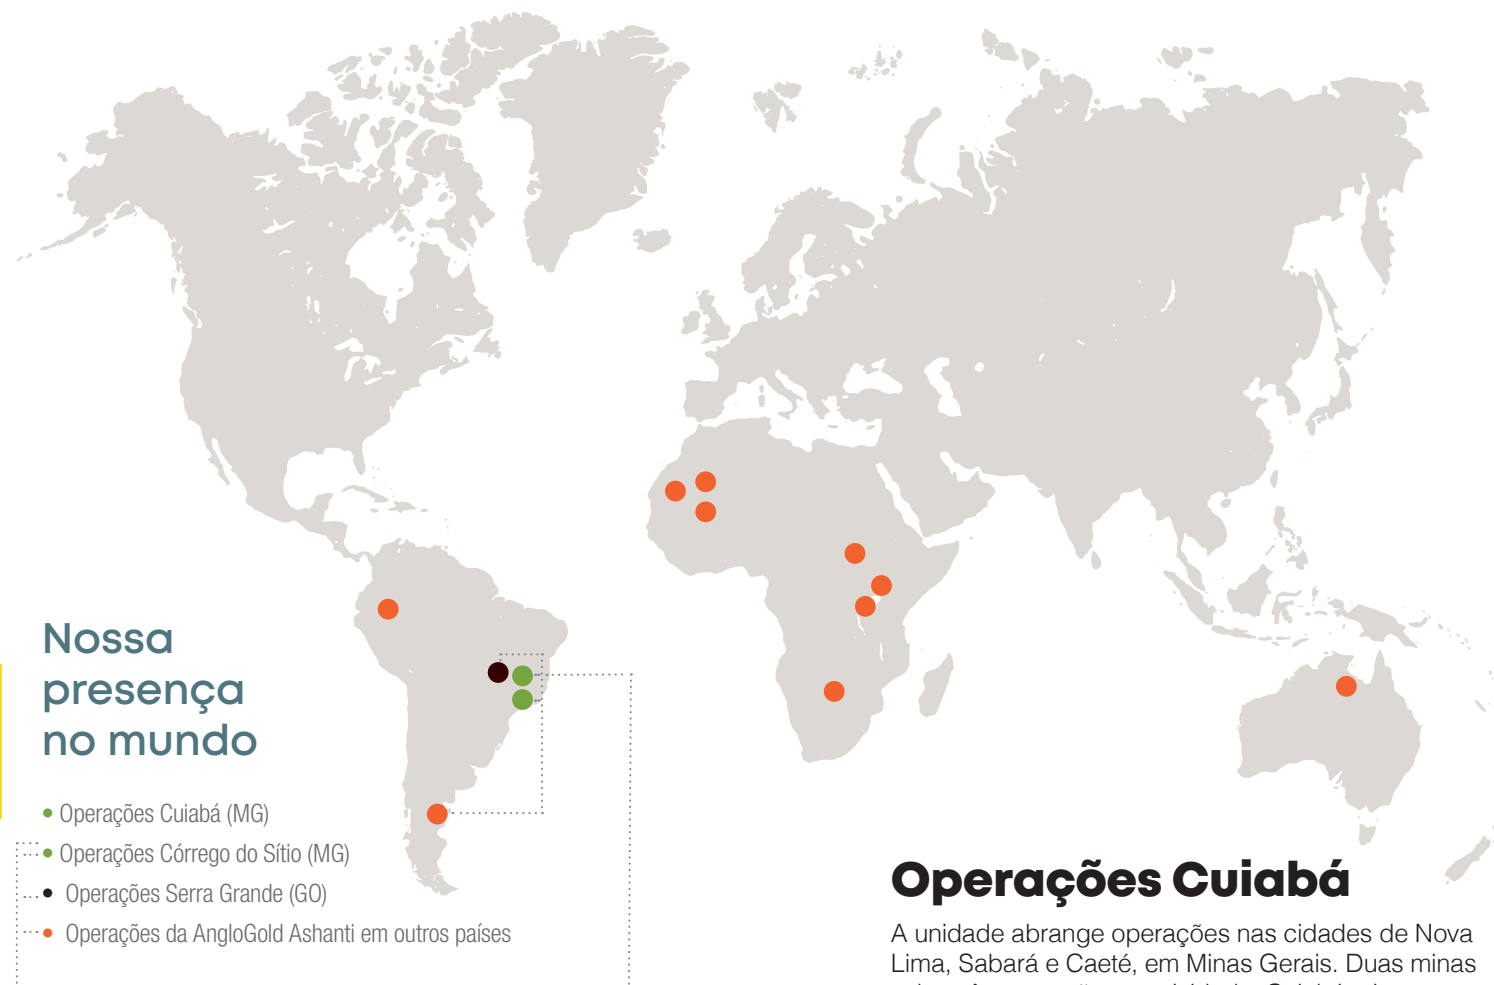 Nossa
presença
no mundo
• Operações Cuiabá (MG)
• Operações Córrego do Sítio (MG)
• Operações Serra Grande (GO)
• Operações da AngloGold Ashanti em outros países
Operações Cuiabá
A unidade abrange operações nas cidades de Nova
Lima, Sabará e Caeté, em Minas Gerais. Duas minas